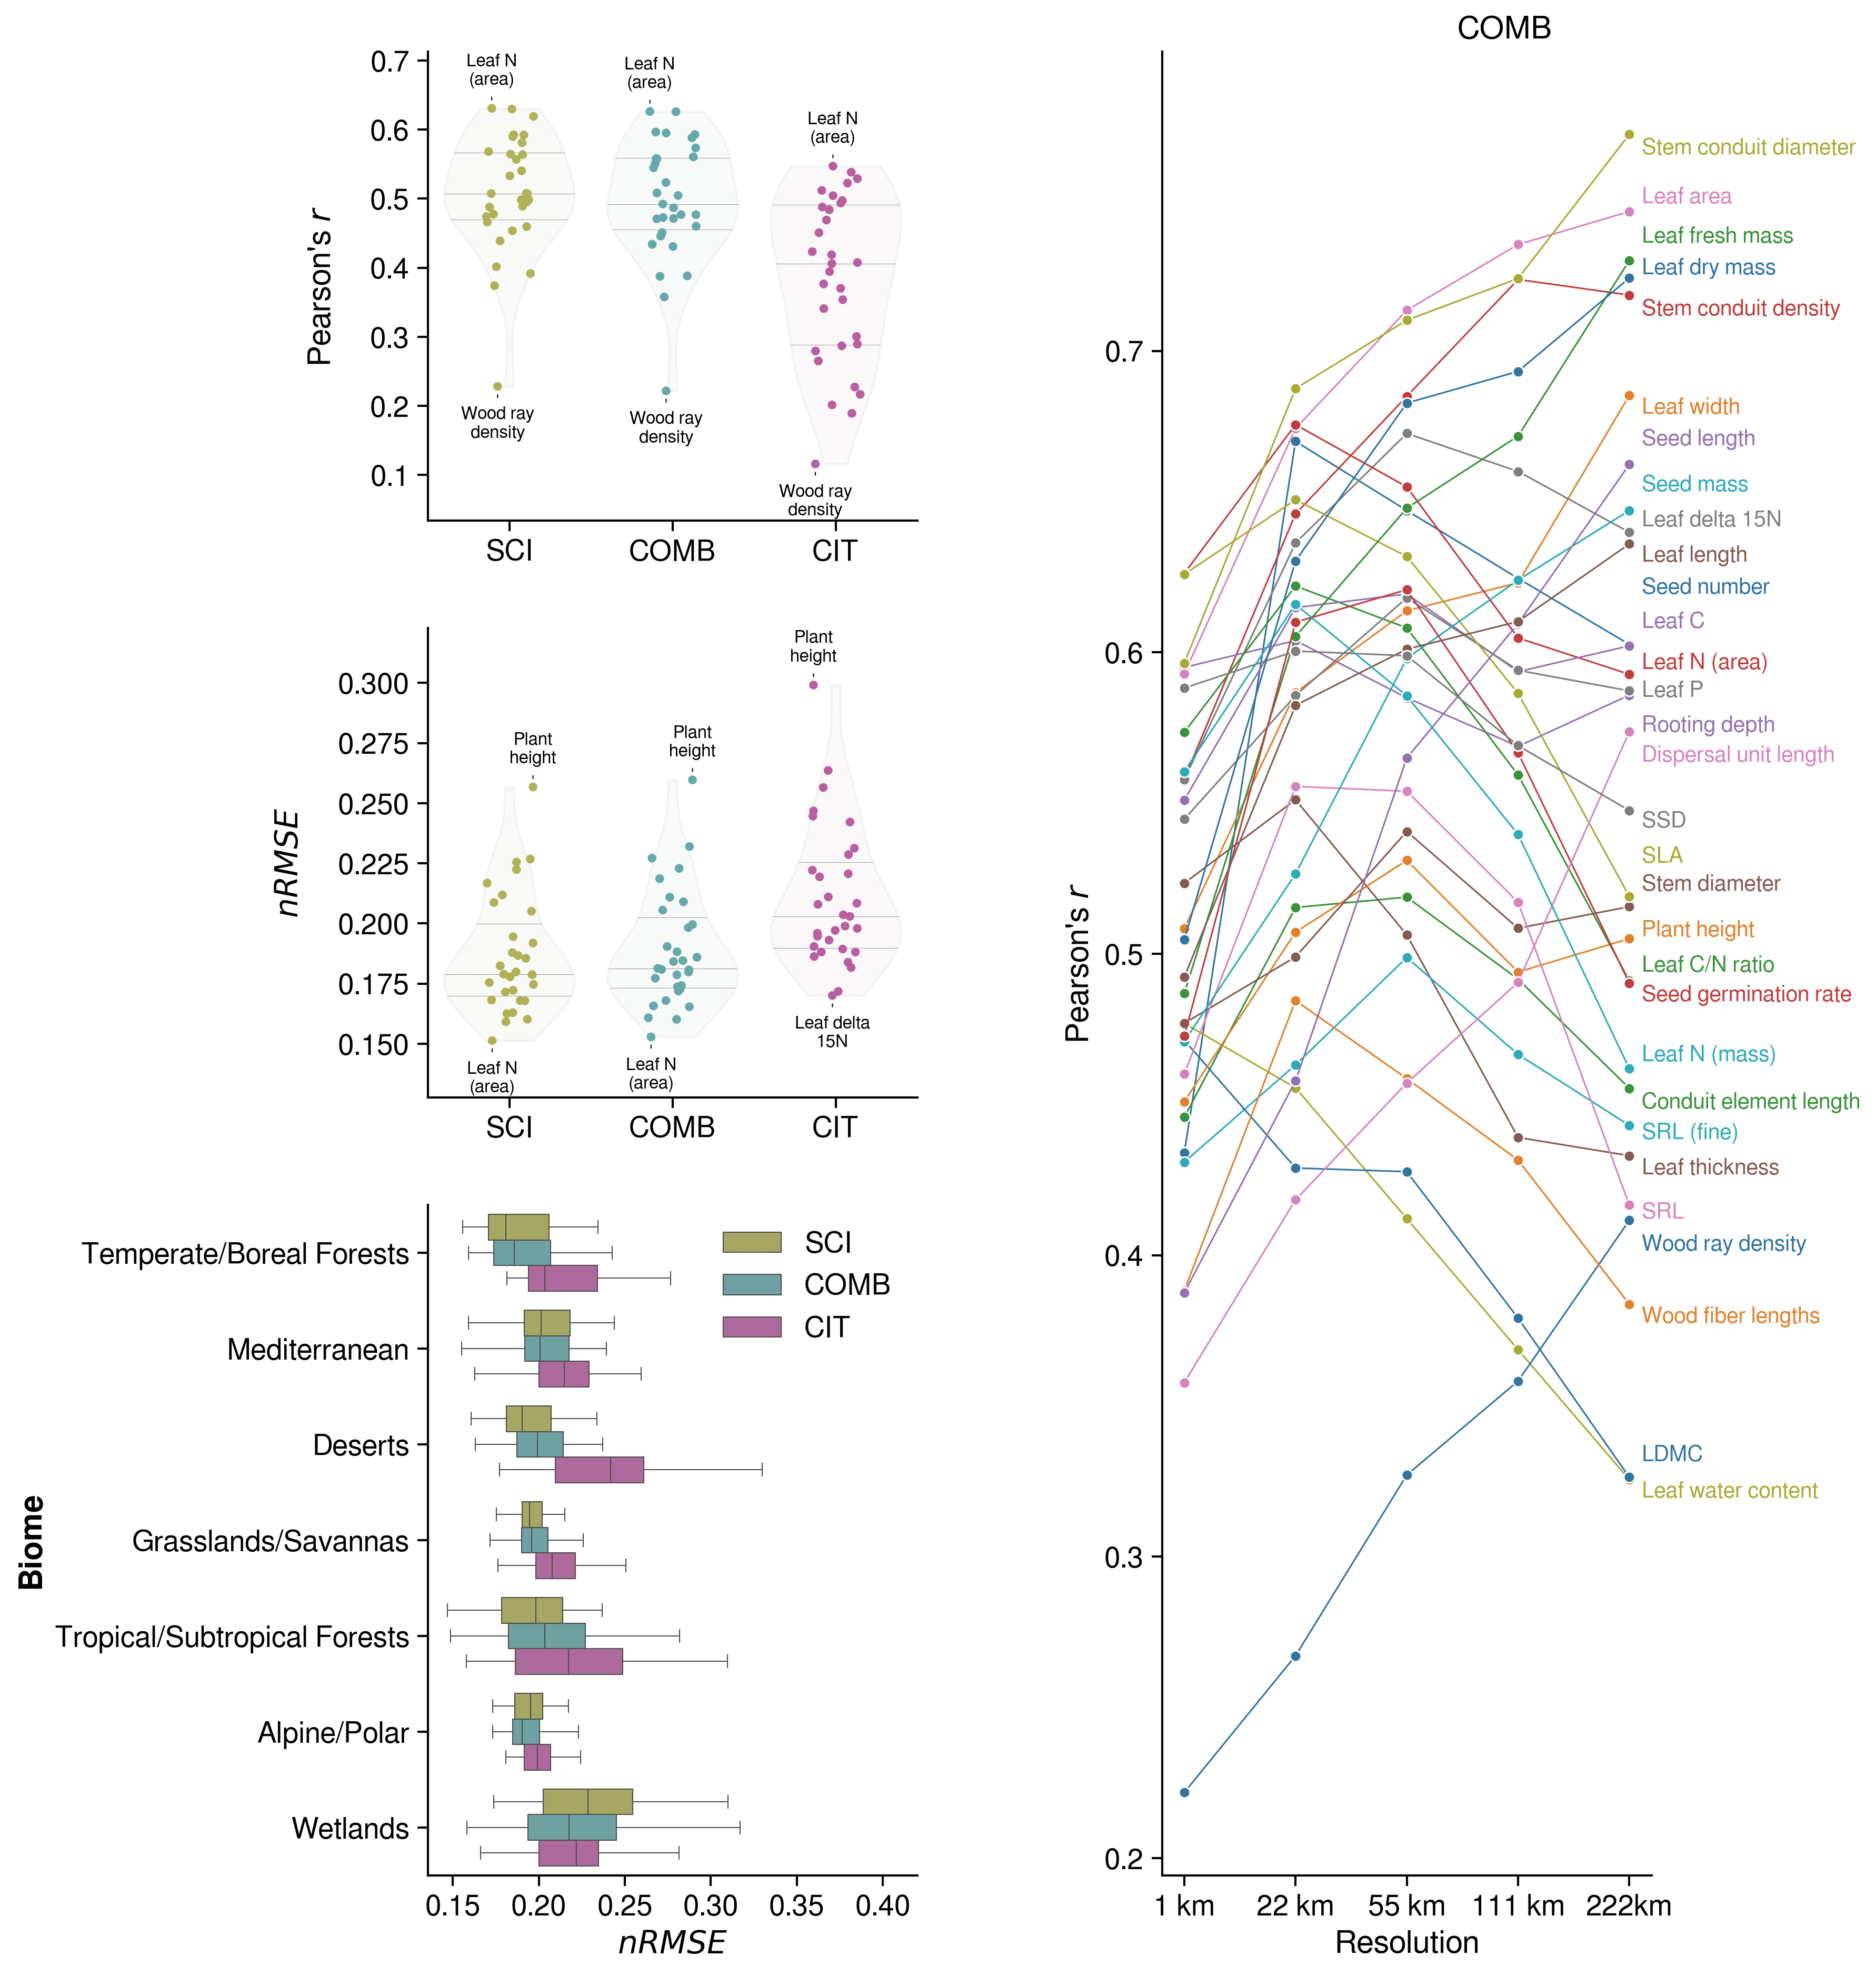 0.7
0.6
0.5
0.4
0.3
0.2
0.1
Pearson's r
Leaf N
(area)
Leaf N
(area)
Leaf N
(area)
Wood ray
density
Wood ray
density
Wood ray
density
SCI
COMB
CIT
0.300
0.275
0.250
0.225
0.200
0.175
0.150
nRMSE
Plant
height
Plant
height
Plant
height
Leaf N
(area)
Leaf N
(area)
Leaf delta
15N
SCI
COMB
CIT
Biome
Temperate/Boreal Forests
Mediterranean
Deserts
Grasslands/Savannas
Tropical/Subtropical Forests
Alpine/Polar
Wetlands
SCI
COMB
CIT
0.15
0.20
0.25
0.30
0.35
0.40
nRMSE
COMB
Pearson's r
0.7
0.6
0.5
0.4
0.3
0.2
Stem conduit diameter
Leaf area
Leaf fresh mass
Leaf dry mass
Stem conduit density
Leaf width
Seed length
Seed mass
Leaf delta 15N
Leaf length
Seed number
Leaf C
Leaf N (area)
Leaf P
Rooting depth
Dispersal unit length
SSD
SLA
Stem diameter
Plant height
Leaf C/N ratio
Seed germination rate
Leaf N (mass)
Conduit element length
SRL (fine)
Leaf thickness
SRL
Wood ray density
Wood fiber lengths
LDMC
Leaf water content
1 km
22 km
55 km
111 km
222km
Resolution